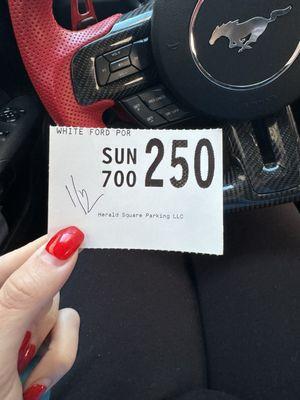 WHITE FORD POR
SUN 250
700
1/2
Herald Square Parking LLC